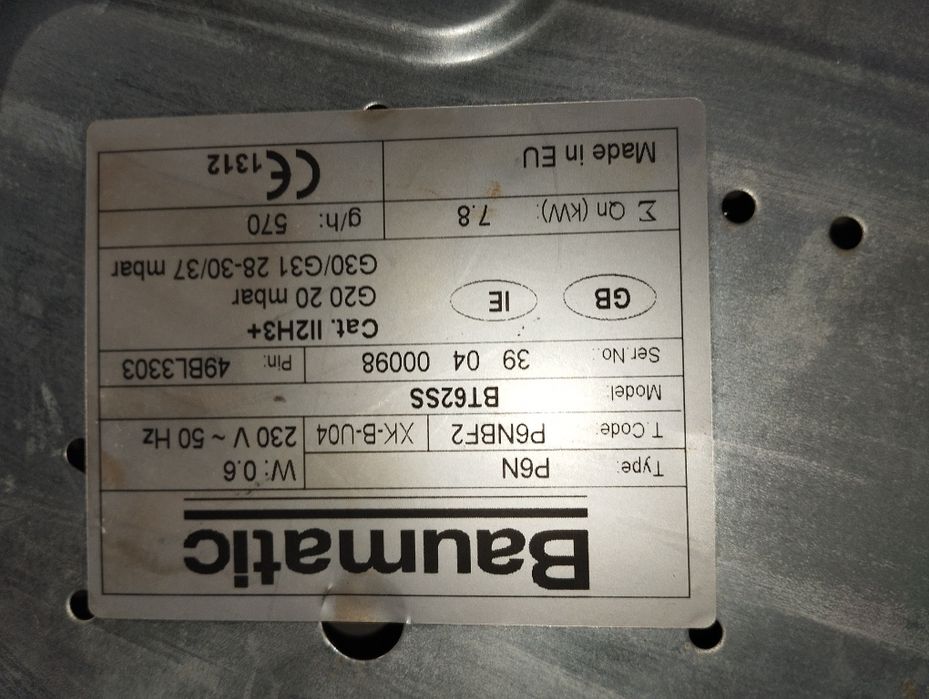 Baumatic
Type: P6N W: 0.6
T.Code: P6NBF2 XK-B-U04 230 V ~ 50 Hz
Model: BT62SS
Ser.No.: 39 04 00098 Pin: 49BL3303
Cat. II2H3+
GB IE G20 20 mbar
G30/G31 28-30/37 mbar
Σ Qn (kW): 7.8 g/h: 570
Made in EU CE 1312